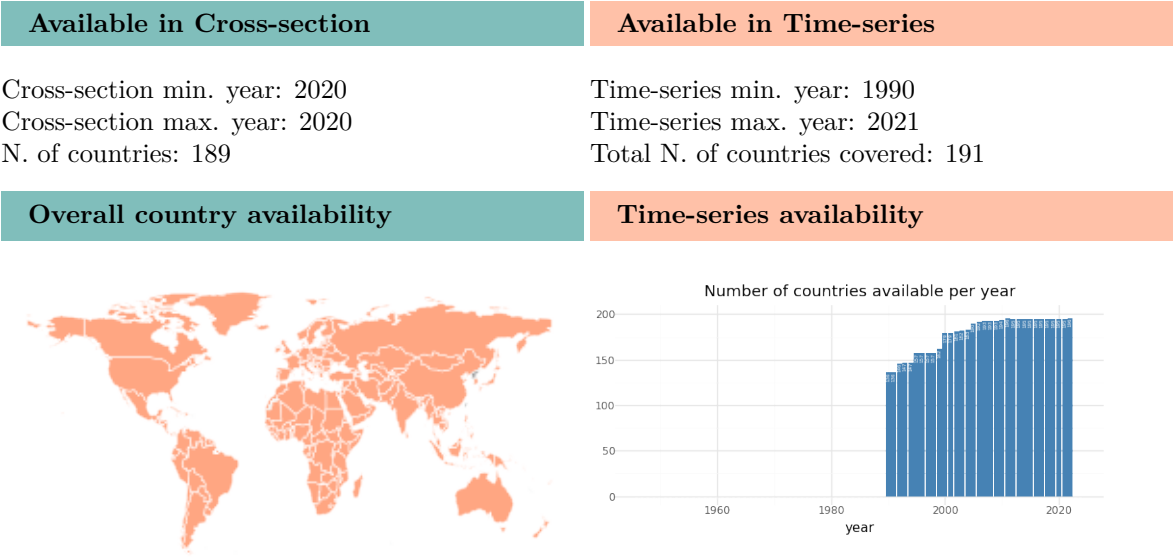 Available in Cross-section
Available in Time-series
Cross-section min. year: 2020
Cross-section max. year: 2020
N. of countries: 189
Time-series min. year: 1990
Time-series max. year: 2021
Total N. of countries covered: 191
Overall country availability
Time-series availability
Number of countries available per year
200
150
100
50
0
1960 1980 2000 2020
year